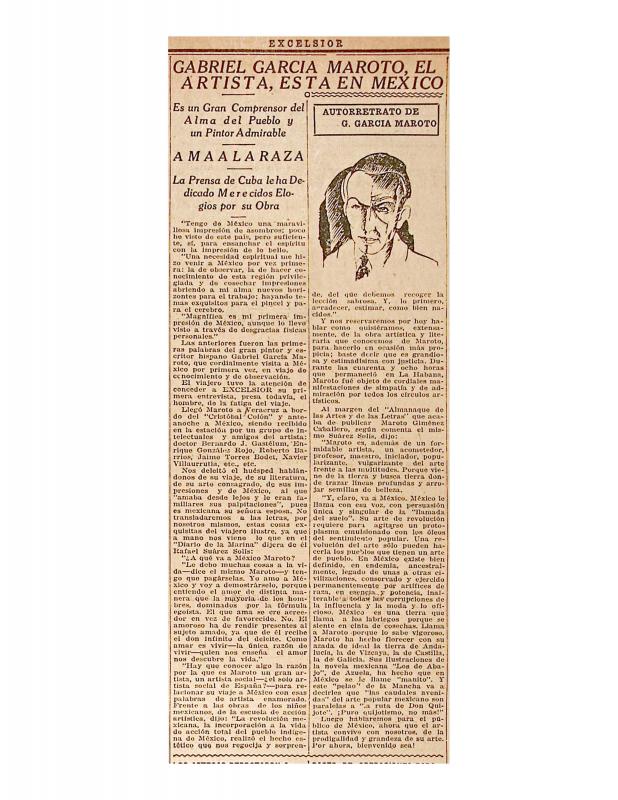 EXCELSIOR
GABRIEL GARCIA MAROTO, EL
ARTISTA, ESTA EN MEXICO
Es un Gran Comprensor del
Alma del Pueblo y
un Pintor Admirable
AMA A LA RAZA
La Prensa de Cuba le ha De-
dicado Merecidos Elo-
gios por su Obra
"Tengo de México una maravi-
llosa impresión de asombros; poco
he visto de este país, pero suficien-
te, sí, para ensanchar el espíritu
con la impresión de lo bello.
"Una necesidad espiritual me hi-
zo venir a México por vez prime-
ra: la de observar, la de hacer co-
nocimiento de esta región privile-
giada y de cosechar impresiones
abriendo a mi alma nuevos hori-
zontes para el trabajo; hayando te-
mas exquisitos para el pincel y pa-
ra el cerebro.
"Magnífica es mi primera im-
presión de México, aunque lo llevo
visto a través de desgracias físicas
personales."
Las anteriores fueron las prime-
ras palabras del gran pintor y es-
critor hispano Gabriel García Ma-
roto, que cordialmente visita a Mé-
xico por primera vez, en viaje de
conocimiento y de observación.
El viajero tuvo la atención de
conceder a EXCELSIOR su pri-
mera entrevista, presa todavía, el
hombre, de la fatiga del viaje.
Llegó Maroto a Veracruz a bor-
do del "Cristóbal Colón" y ante-
anoche a México, siendo recibido
en la estación por un grupo de in-
telectuales y amigos del artista:
doctor Bernardo J. Gastélum, En-
rique González Rojo, Roberto Ba-
rrios, Jaime Torres Bodet, Xavier
Villaurrutia, etc., etc.
Nos deleitó el huésped hablán-
donos de su viaje, de su literatura,
de su arte consagrado, de sus im-
presiones y de México, al que
"amaba desde lejos y le eran fa-
miliares sus palpitaciones", pues
es mexicana su señora esposa. No
transladaremos a las letras, por
nosotros mismos, estas cosas ex-
quisitas del viajero ilustre, ya que
a mano nos viene lo que en el
"Diario de la Marina" dijera de él
Rafael Suárez Solís:
"¿A qué va a México Maroto?
"Le debo muchas cosas a la vi-
da—dice el mismo Maroto—y ten-
go que pagárselas. Yo amo a Mé-
xico y voy a demostrárselo, porque
entiendo el amor de distinta ma-
nera que la mayoría de los hom-
bres, dominados por la fórmula
egoísta. El que ama se cree acree-
dor en vez de favorecido. No. El
amoroso ha de rendir presentes al
sujeto amado, ya que de él recibe
el don infinito del deleite. Como
amar es vivir—la única razón de
vivir—quien nos enseña el amor
nos descubre la vida."
"Hay que conocer algo la razón
por la que es Maroto un gran ar-
tista, un artista social—¿el solo ar-
tista social de España?—para re-
lacionar su viaje a México con esas
palabras de artista enamorado.
Frente a las obras de los niños
mexicanos, de la escuela de acción
artística, dijo: "La revolución me-
xicana, la incorporación a la vida
de acción total del pueblo indíge-
na de México, realizó el hecho es-
tético que nos regocija y sorpren-
AUTORRETRATO DE
G. GARCIA MAROTO
de, del que debemos recoger la
lección sabrosa. Y, lo primero,
agradecer, estimar, como bien na-
cidos."
Y nos reservaremos por hoy ha-
blar como quisiéramos, extensa-
mente, de la obra artística y lite-
raria que conocemos de Maroto,
para hacerlo en ocasión más pro-
picia; baste decir que es grandio-
sa y estimadísima con justicia. Du-
rante las cuarenta y ocho horas
que permaneció en La Habana,
Maroto fué objeto de cordiales ma-
nifestaciones de simpatía y de ad-
miración por todos los círculos ar-
tísticos.
Al margen del "Almanaque de
las Artes y de las Letras" que aca-
ba de publicar Maroto Giménez
Caballero, según comenta el mis-
mo Suárez Solís, dijo:
"Maroto es, además de un for-
midable artista, un acometedor,
profesor, maestro, iniciador, popu-
larizante, vulgarizante del arte
frente a las multitudes. Porque vie-
ne de la tierra y busca tierra don-
de trazar líneas profundas y arro-
jar semillas de belleza.
"Y, claro, va a México. México le
llama con esa voz, con persuasión
única y singular de la "llamada
del suelo". Su arte de revolución
requiere para agitarse un proto-
plasma emulsionado con los óleos
del sentimiento popular. Una re-
volución del arte sólo pueden ha-
cerla los pueblos que tienen un arte
de pueblo. En México existe bien
definido, en endemia, ancestral-
mente, legado de unas a otras ci-
vilizaciones, conservado y ejercido
permanentemente por artífices de
raza, en esencia y potencia, inal-
terable a todas las corrupciones de
la influencia y la moda y lo ofi-
cioso. México es una tierra que
llama a los labriegos porque se
siente en cinta de cosechas. Llama
a Maroto porque lo sabe vigoroso.
Maroto ha hecho florecer con su
azada de ideal la tierra de Andalu-
cía, la de Vizcaya, la de Castilla,
la de Galicia. Sus ilustraciones de
la novela mexicana "Los de Aba-
jo", de Azuela, ha hecho que en
México se le llame "manito". Y
este "pelao" de la Mancha va a
decirles que "las caudales aveni-
das" del arte popular mexicano son
paralelas a "la ruta de Don Qui-
jote". ¡Puro quijotismo, no más!"
Luego hablaremos para el pú-
blico de México, ahora que el ar-
tista convive con nosotros, de la
prodigalidad y grandeza de su arte.
Por ahora, bienvenido sea!